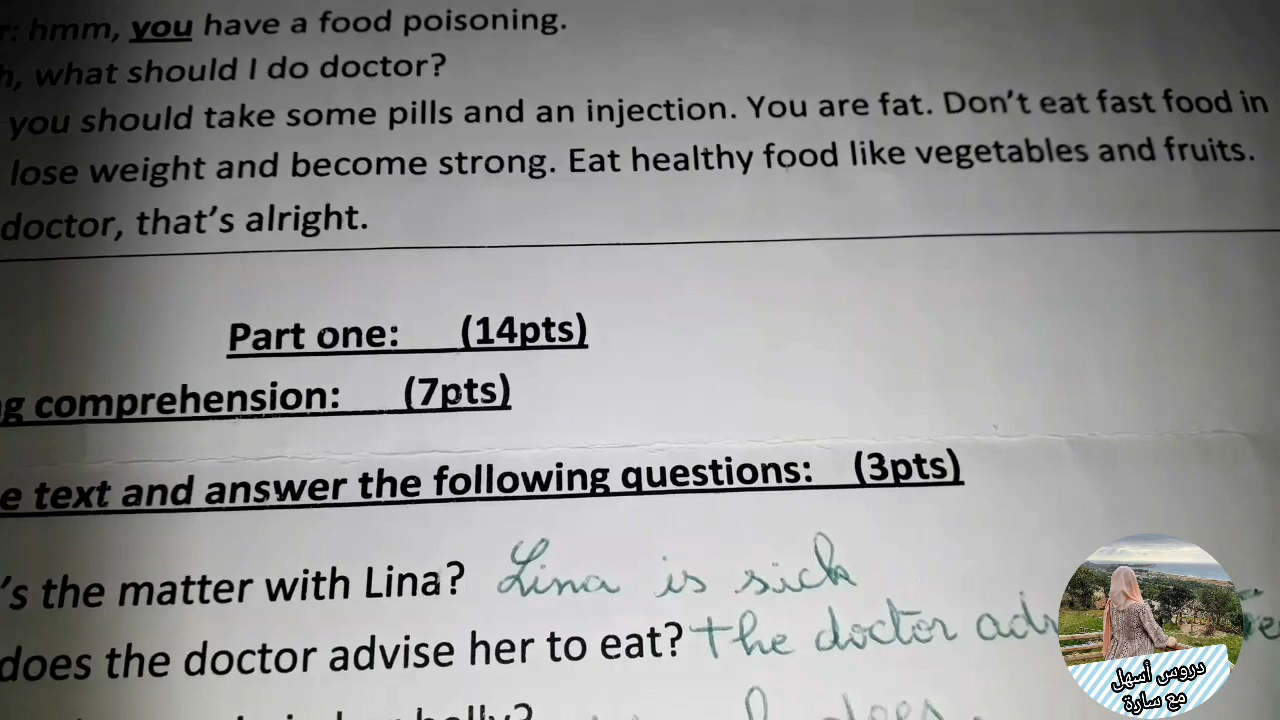 r: hmm, you have a food poisoning.
h, what should I do doctor?
you should take some pills and an injection. You are fat. Don't eat fast food in
lose weight and become strong. Eat healthy food like vegetables and fruits.
doctor, that's alright.
Part one: (14pts)
g comprehension: (7pts)
e text and answer the following questions: (3pts)
's the matter with Lina? Lina is sick
does the doctor advise her to eat? the doctor adv
belly?
does.
دروس أسهل
مع سارة